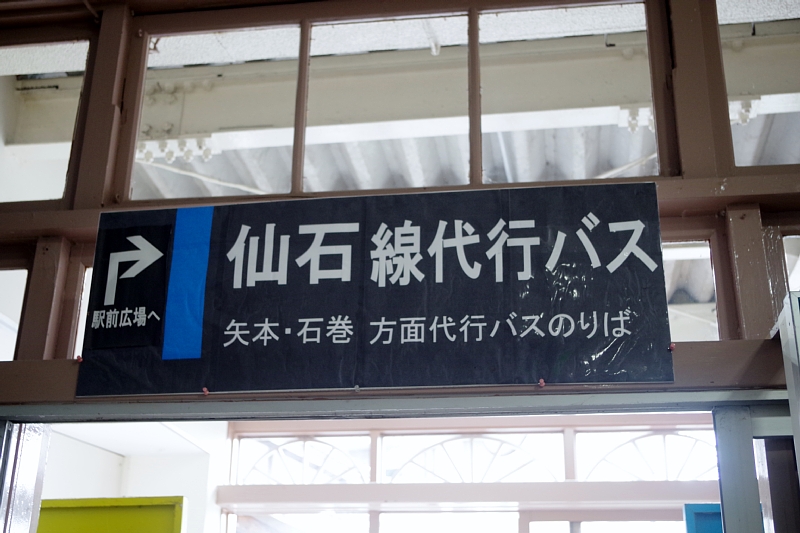 仙石線代行バス
矢本・石巻 方面代行バスのりば
駅前広場へ